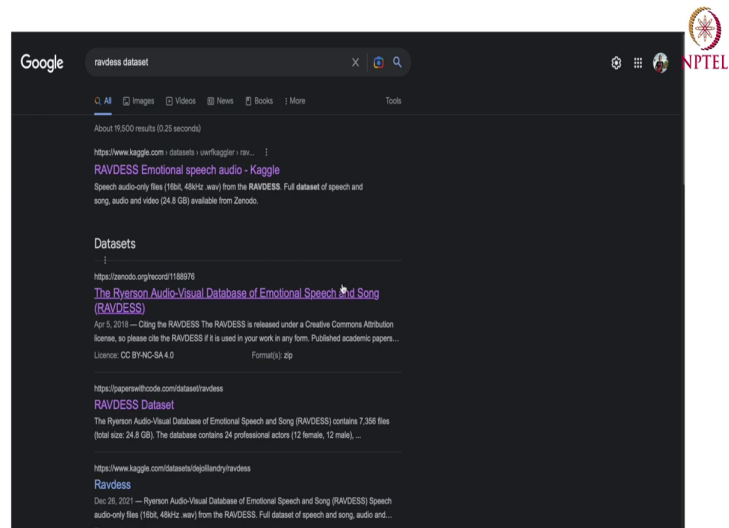 NPTEL
Google
ravdess dataset
All Images Videos News Books More Tools
About 19,500 results (0.25 seconds)
https://www.kaggle.com › datasets › uwrfkaggler › rav...
RAVDESS Emotional speech audio - Kaggle
Speech audio-only files (16bit, 48kHz .wav) from the RAVDESS. Full dataset of speech and
song, audio and video (24.8 GB) available from Zenodo.
Datasets
https://zenodo.org/record/1188976
The Ryerson Audio-Visual Database of Emotional Speech and Song
(RAVDESS)
Apr 5, 2018 — Citing the RAVDESS The RAVDESS is released under a Creative Commons Attribution
license, so please cite the RAVDESS if it is used in your work in any form. Published academic papers...
Licence: CC BY-NC-SA 4.0 Format(s): zip
https://paperswithcode.com/dataset/ravdess
RAVDESS Dataset
The Ryerson Audio-Visual Database of Emotional Speech and Song (RAVDESS) contains 7,356 files
(total size: 24.8 GB). The database contains 24 professional actors (12 female, 12 male), ...
https://www.kaggle.com/datasets/dejolilandry/ravdess
Ravdess
Dec 26, 2021 — Ryerson Audio-Visual Database of Emotional Speech and Song (RAVDESS) Speech
audio-only files (16bit, 48kHz .wav) from the RAVDESS. Full dataset of speech and song, audio and...